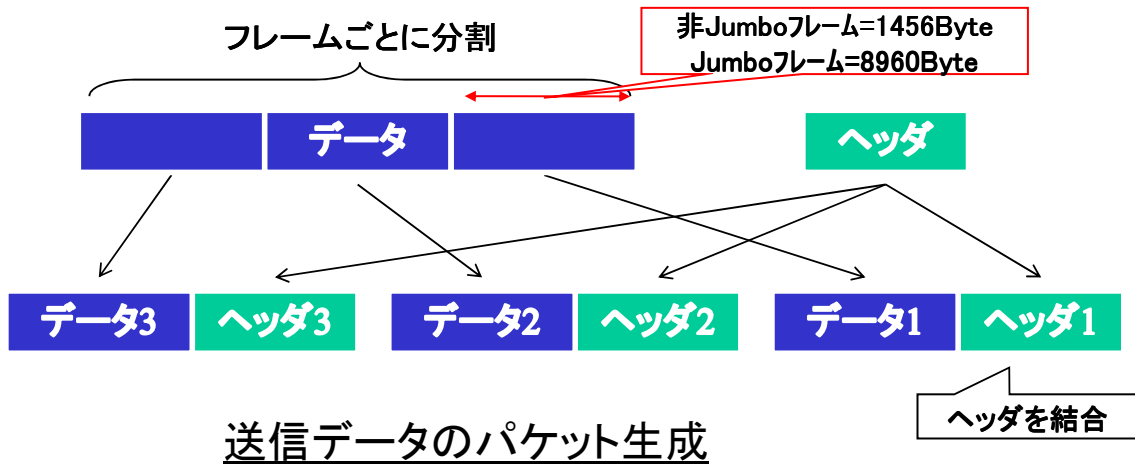 フレームごとに分割
非Jumboフレーム=1456Byte
Jumboフレーム=8960Byte
データ
ヘッダ
データ3
ヘッダ3
データ2
ヘッダ2
データ1
ヘッダ1
ヘッダを結合
送信データのパケット生成